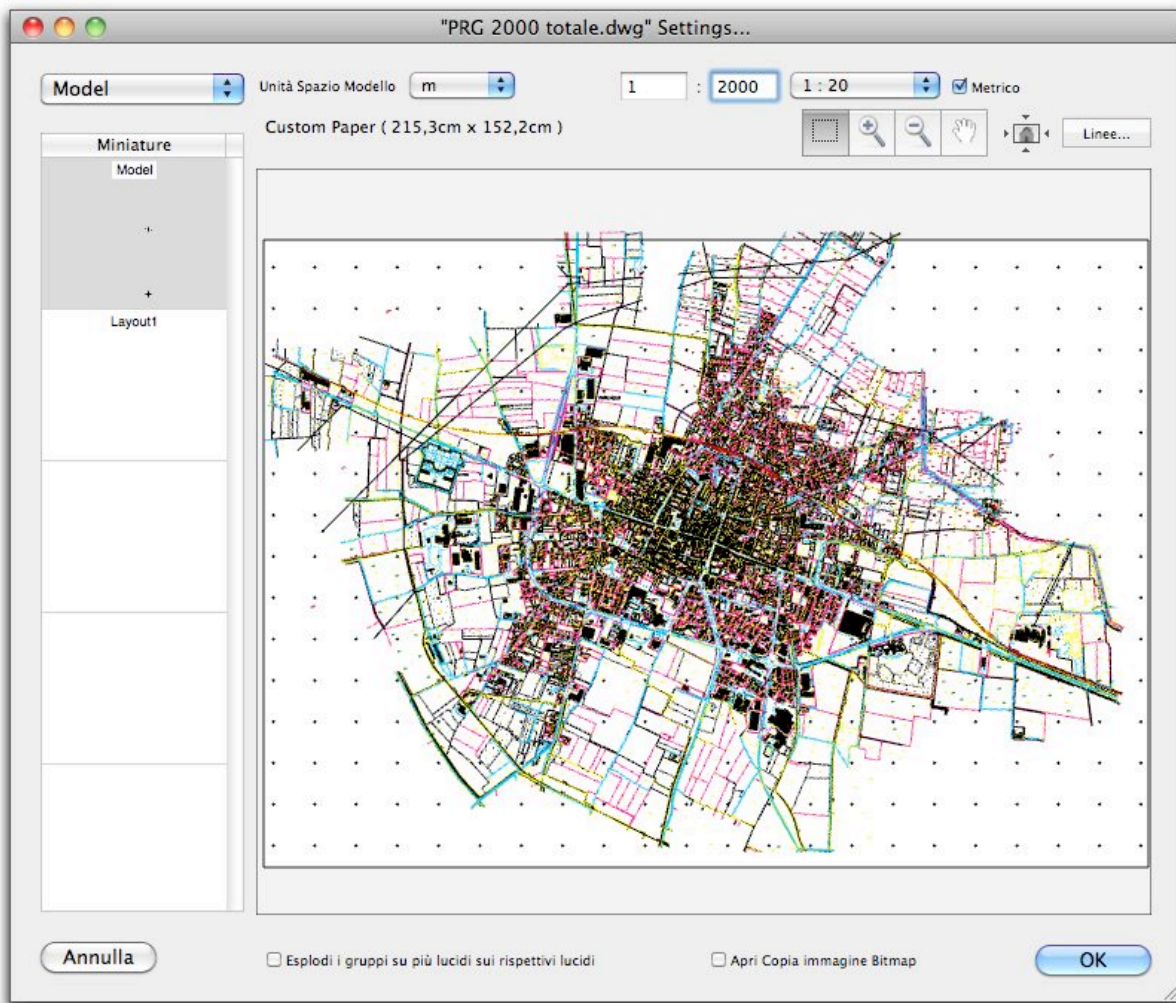 "PRG 2000 totale.dwg" Settings...
Model Unità Spazio Modello m 1 : 2000 1 : 20 Metrico
Custom Paper ( 215,3cm x 152,2cm ) Linee...
Miniature
Model
Layout1
Annulla Esplodi i gruppi su più lucidi sui rispettivi lucidi Apri Copia immagine Bitmap OK